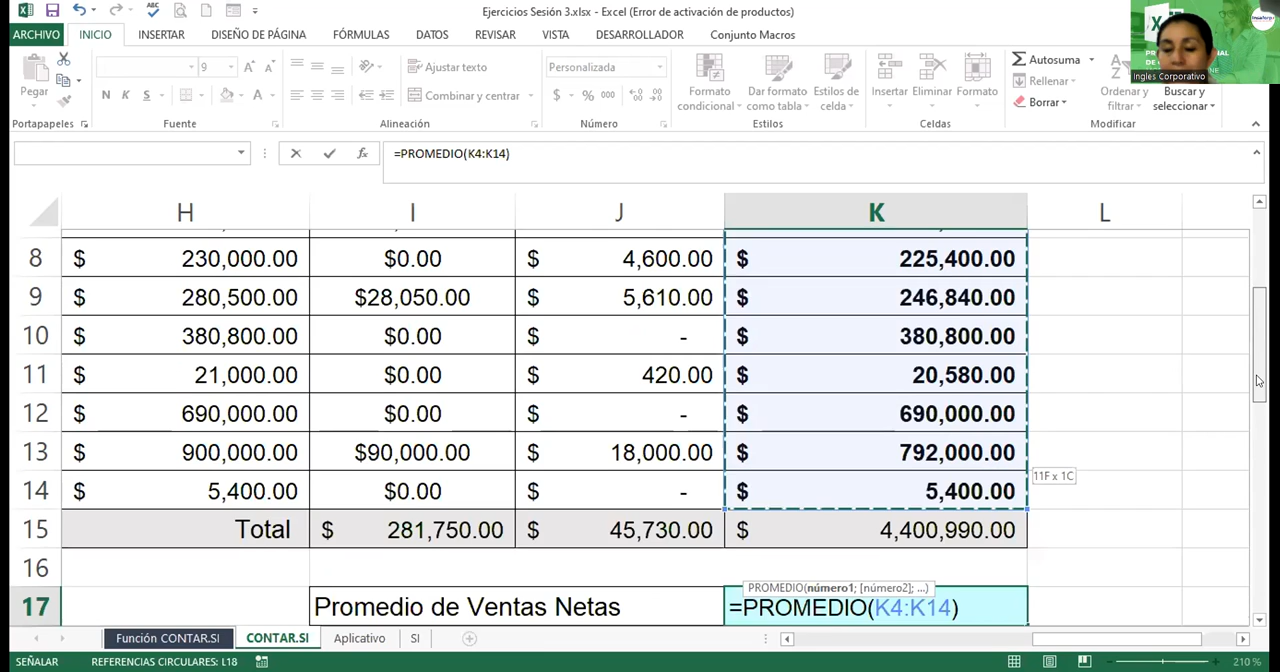 Ejercicios Sesión 3.xlsx - Excel (Error de activación de productos)
ARCHIVO INICIO INSERTAR DISEÑO DE PÁGINA FÓRMULAS DATOS REVISAR VISTA DESARROLLADOR Conjunto Macros
Pegar
9
N K S
Ajustar texto
Combinar y centrar
Personalizada
$ % 000
Formato condicional
Dar formato como tabla
Estilos de celda
Insertar Eliminar Formato
Autosuma
Rellenar
Borrar
Ordenar y filtrar
Buscar y seleccionar
Ingles Corporativo
Portapapeles Fuente Alineación Número Estilos Celdas Modificar
fx =PROMEDIO(K4:K14)
H I J K L
8 $ 230,000.00 $0.00 $ 4,600.00 $ 225,400.00
9 $ 280,500.00 $28,050.00 $ 5,610.00 $ 246,840.00
10 $ 380,800.00 $0.00 $ - $ 380,800.00
11 $ 21,000.00 $0.00 $ 420.00 $ 20,580.00
12 $ 690,000.00 $0.00 $ - $ 690,000.00
13 $ 900,000.00 $90,000.00 $ 18,000.00 $ 792,000.00
11F x 1C
14 $ 5,400.00 $0.00 $ - $ 5,400.00
15 Total $ 281,750.00 $ 45,730.00 $ 4,400,990.00
16
PROMEDIO(número1; [número2]; ...)
17 Promedio de Ventas Netas =PROMEDIO(K4:K14)
Función CONTAR.SI CONTAR.SI Aplicativo SI
SEÑALAR REFERENCIAS CIRCULARES: L18 210 %